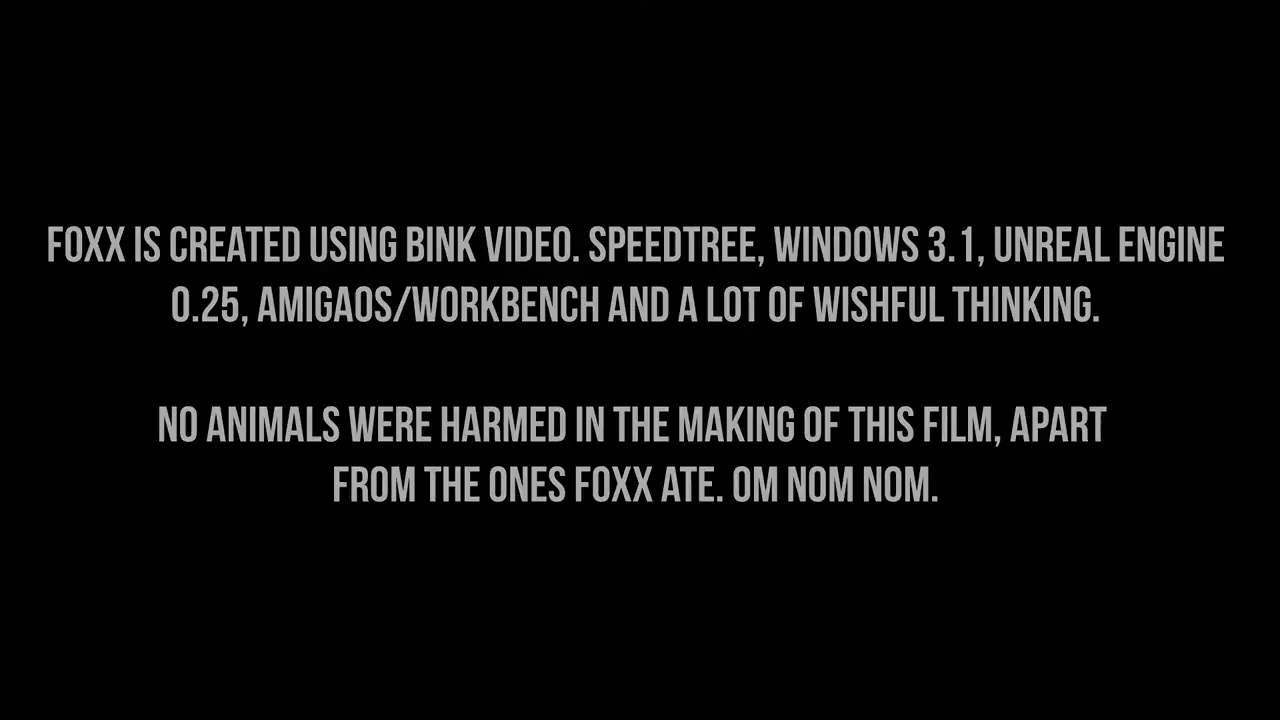 FOXX IS CREATED USING BINK VIDEO. SPEEDTREE, WINDOWS 3.1, UNREAL ENGINE
0.25, AMIGAOS/WORKBENCH AND A LOT OF WISHFUL THINKING.
NO ANIMALS WERE HARMED IN THE MAKING OF THIS FILM, APART
FROM THE ONES FOXX ATE. OM NOM NOM.